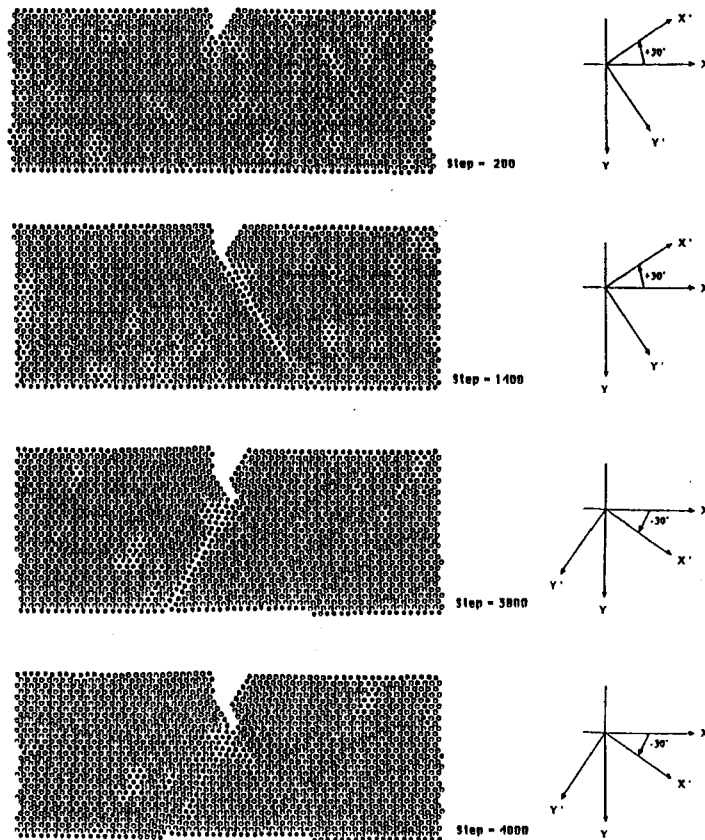 X'
+30°
X
Y'
Y
Step = 200
X'
+30°
X
Y'
Y
Step = 1400
X
-30°
X'
Y'
Y
Step = 3800
X
-30°
X'
Y'
Y
Step = 4000